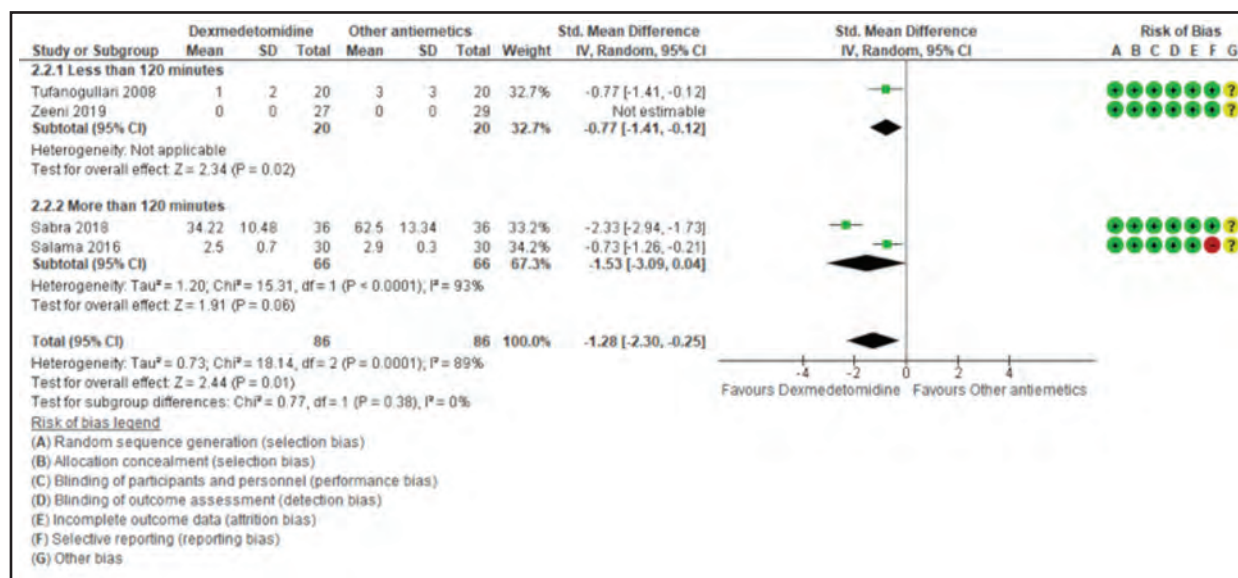 Dexmedetomidine Other antiemetics Std. Mean Difference Std. Mean Difference Risk of Bias
Study or Subgroup Mean SD Total Mean SD Total Weight IV, Random, 95% CI IV, Random, 95% CI A B C D E F G
2.2.1 Less than 120 minutes
Tufanogullari 2008 1 2 20 3 3 20 32.7% -0.77 [-1.41, -0.12] + + + + + + ?
Zeeni 2019 0 0 27 0 0 29 Not estimable + + + + + + ?
Subtotal (95% CI) 20 20 32.7% -0.77 [-1.41, -0.12]
Heterogeneity: Not applicable
Test for overall effect: Z = 2.34 (P = 0.02)
2.2.2 More than 120 minutes
Sabra 2018 34.22 10.48 36 62.5 13.34 36 33.2% -2.33 [-2.94, -1.73] + + + + + + ?
Salama 2016 2.5 0.7 30 2.9 0.3 30 34.2% -0.73 [-1.26, -0.21] + + + + + - ?
Subtotal (95% CI) 66 66 67.3% -1.53 [-3.09, 0.04]
Heterogeneity: Tau² = 1.20; Chi² = 15.31, df = 1 (P < 0.0001); I² = 93%
Test for overall effect: Z = 1.91 (P = 0.06)
Total (95% CI) 86 86 100.0% -1.28 [-2.30, -0.25]
Heterogeneity: Tau² = 0.73; Chi² = 18.14, df = 2 (P = 0.0001); I² = 89%
Test for overall effect: Z = 2.44 (P = 0.01)
Test for subgroup differences: Chi² = 0.77, df = 1 (P = 0.38), I² = 0%
-4 -2 0 2 4
Favours Dexmedetomidine Favours Other antiemetics
Risk of bias legend
(A) Random sequence generation (selection bias)
(B) Allocation concealment (selection bias)
(C) Blinding of participants and personnel (performance bias)
(D) Blinding of outcome assessment (detection bias)
(E) Incomplete outcome data (attrition bias)
(F) Selective reporting (reporting bias)
(G) Other bias